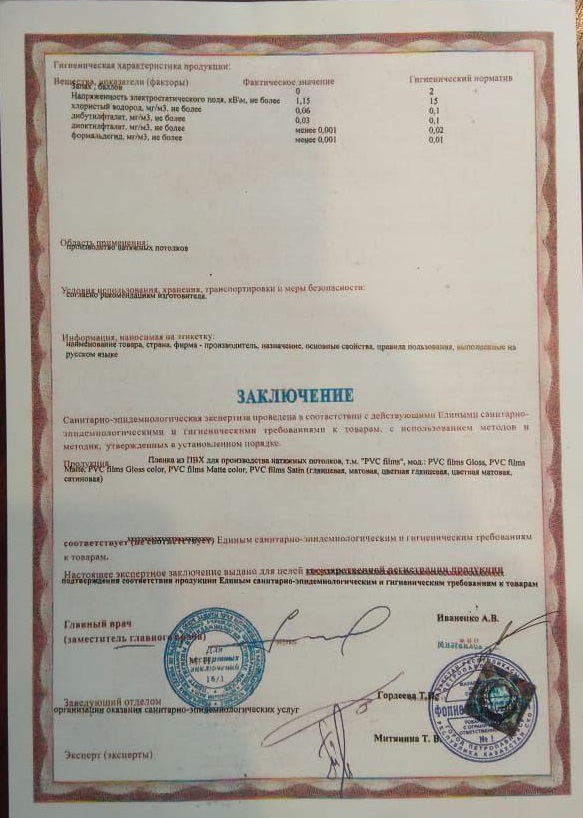 Гигиеническая характеристика продукции:
Вещества, показатели (факторы) Фактическое значение Гигиенический норматив
Запах, баллов 0 2
Напряженность электростатического поля, кВ\м, не более 1,15 15
хлористый водород, мг/м3, не более 0,06 0,1
дибутилфталат, мг/м3, не более 0,03 0,1
диоктилфталат, мг/м3, не более менее 0,001 0,02
формальдегид, мг/м3, не более менее 0,001 0,01
Область применения:
производство натяжных потолков
Условия использования, хранения, транспортировки и меры безопасности:
согласно рекомендациям изготовителя.
Информация, наносимая на этикетку:
наименование товара, страна, фирма - производитель, назначение, основные свойства, правила пользования, выполненные на
русском языке
ЗАКЛЮЧЕНИЕ
Санитарно-эпидемиологическая экспертиза проведена в соответствии с действующими Едиными санитарно-
эпидемиологическими и гигиеническими требованиями к товарам, с использованием методов и
методик, утвержденных в установленном порядке.
Продукция Пленка из ПВХ для производства натяжных потолков, т.м. "PVC films", мод.: PVC films Gloss, PVC films
Matte, PVC films Gloss color, PVC films Matte color, PVC films Satin (глянцевая, матовая, цветная глянцевая, цветная матовая,
сатиновая)
соответствует (не соответствует) Единым санитарно-эпидемиологическим и гигиеническим требованиям
к товарам.
Настоящее экспертное заключение выдано для целей государственной регистрации продукции
подтверждения соответствия продукции Единым санитарно-эпидемиологическим и гигиеническим требованиям к товарам
Главный врач Иваненко А.В.
(заместитель главного врача)
Ф И О
М.П.
Для
экспертных
заключений
16/1
Заведующий отделом Гордеева Т.
организации оказания санитарно-эпидемиологических услуг
Митянина Т. В.
Эксперт (эксперты)
№ 1